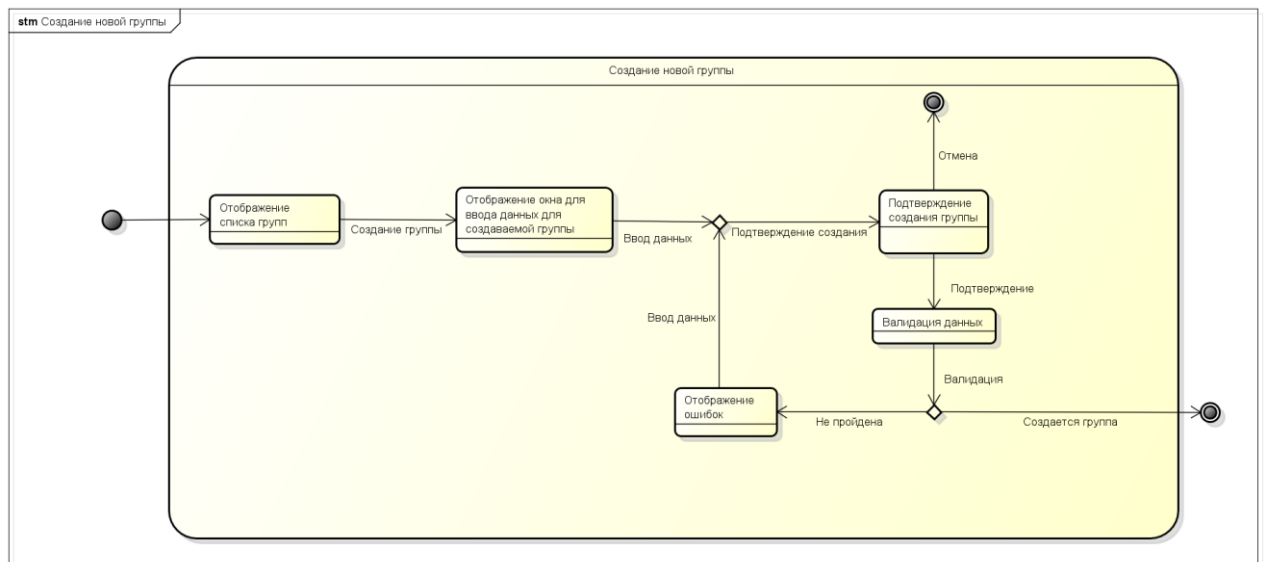 stm Создание новой группы
Создание новой группы
Отмена
Отображение
списка групп
Создание группы
Отображение окна для
ввода данных для
создаваемой группы
Ввод данных
Подтверждение создания
Подтверждение
создания группы
Подтверждение
Ввод данных
Валидация данных
Валидация
Отображение
ошибок
Не пройдена
Создается группа